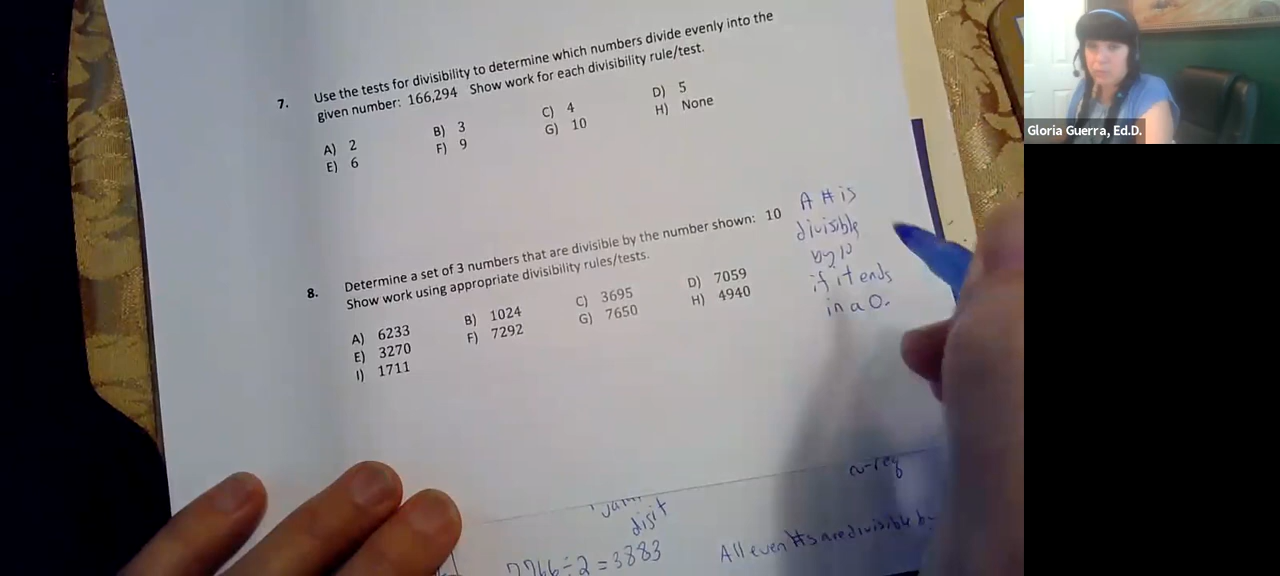 7. Use the tests for divisibility to determine which numbers divide evenly into the
given number: 166,294 Show work for each divisibility rule/test.
A) 2 B) 3 C) 4 D) 5
E) 6 F) 9 G) 10 H) None
8. Determine a set of 3 numbers that are divisible by the number shown: 10
Show work using appropriate divisibility rules/tests.
A) 6233 B) 1024 C) 3695 D) 7059
E) 3270 F) 7292 G) 7650 H) 4940
I) 1711
A # is
divisible
by 10
if it ends
in a 0.
digit
7766÷2=3883
All even #s are divisible by
Gloria Guerra, Ed.D.